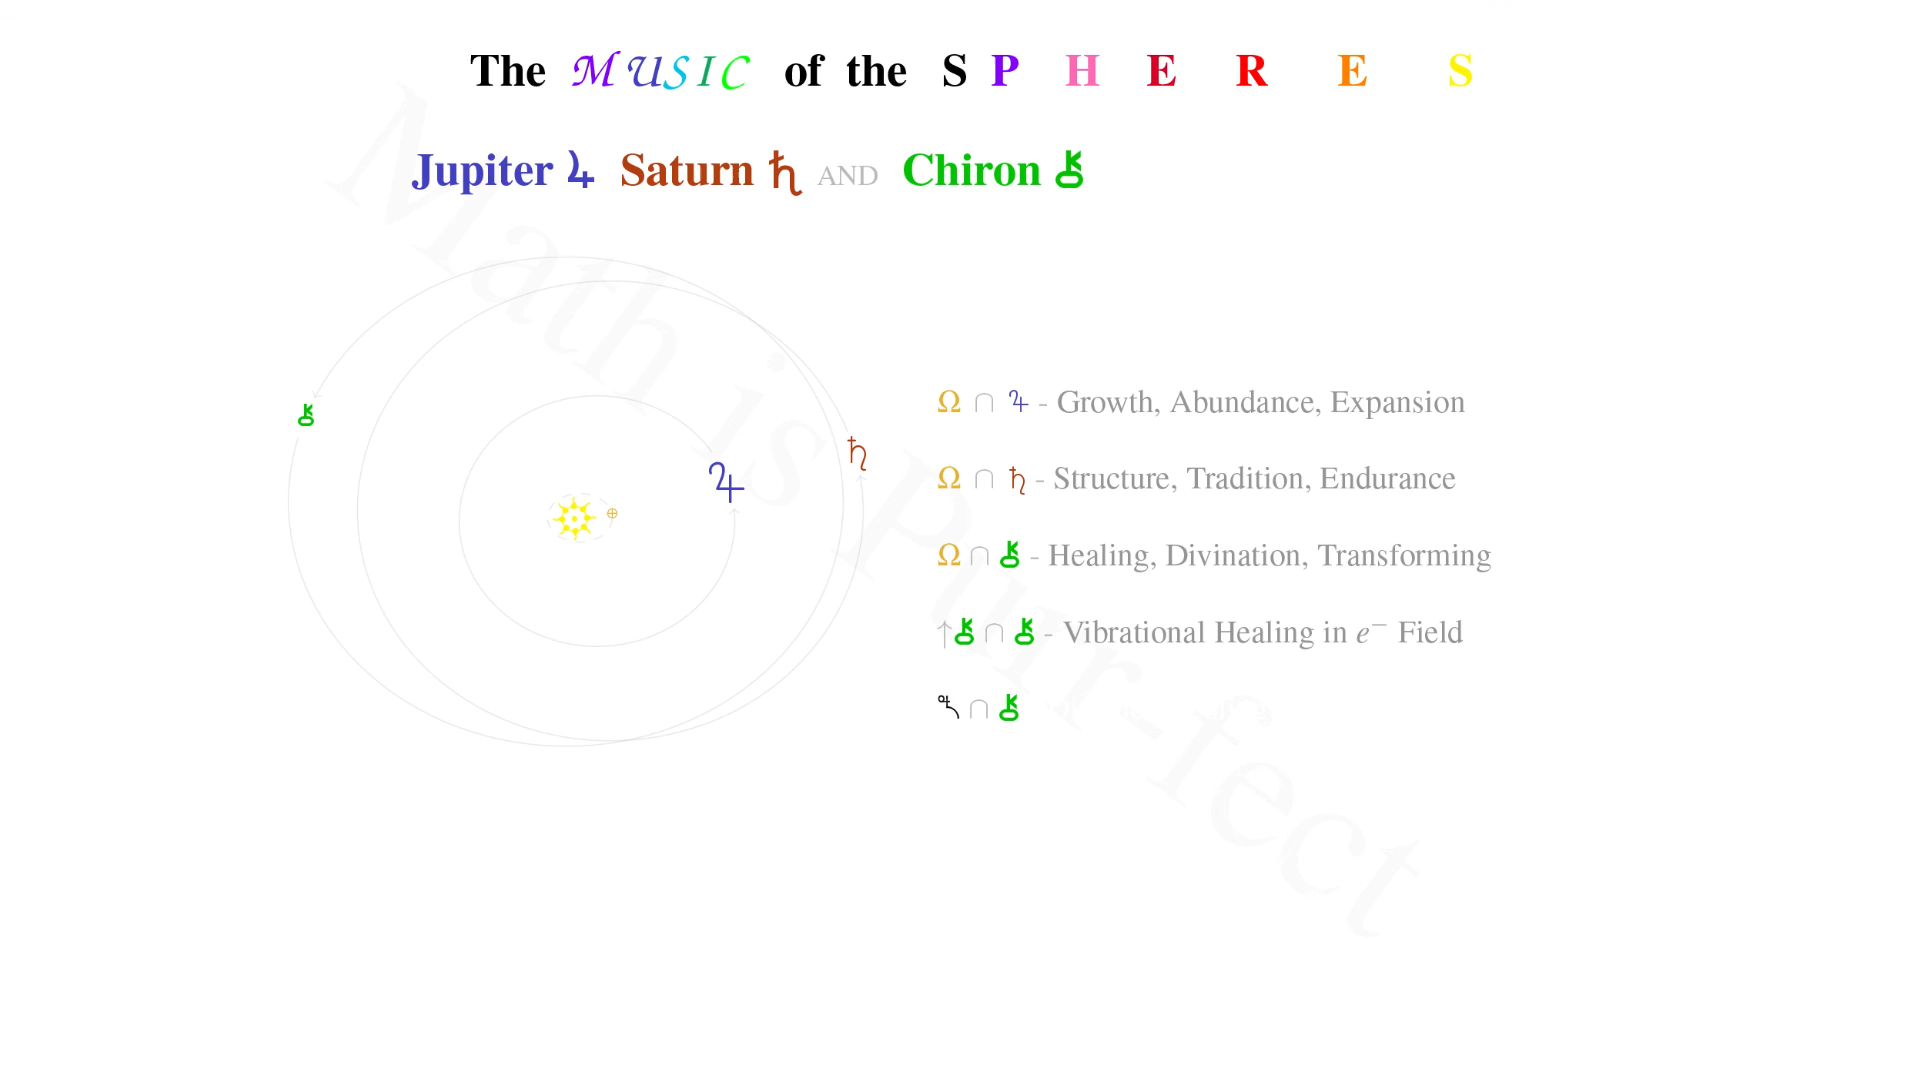 The MUSIC of the SPHERES
Jupiter ♃ Saturn ♄ AND Chiron ⚷
Ω ∩ ♃ - Growth, Abundance, Expansion
Ω ∩ ♄ - Structure, Tradition, Endurance
Ω ∩ ⚷ - Healing, Divination, Transforming
↑⚷ ∩ ⚷ - Vibrational Healing in e⁻ Field
∩ ⚷
Math is Purr-fect